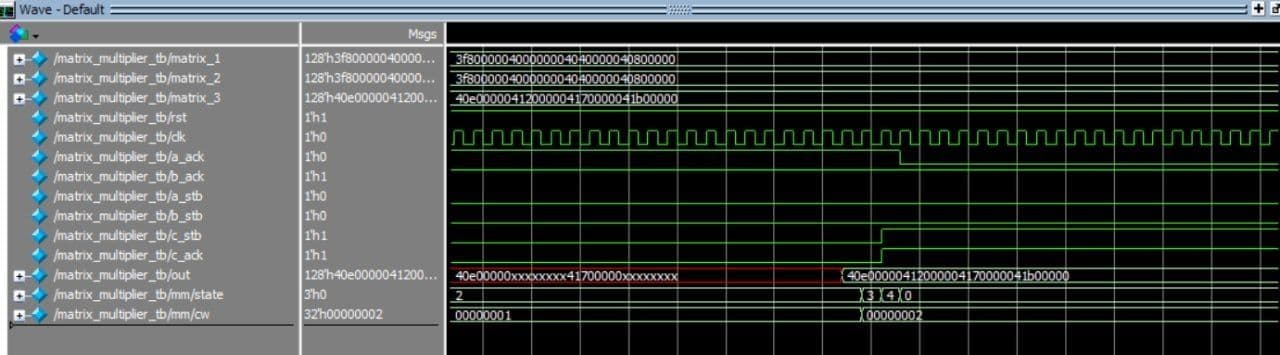 Wave - Default
Msgs
/matrix_multiplier_tb/matrix_1 128'h3f80000040000... 3f800000400000004040000040800000
/matrix_multiplier_tb/matrix_2 128'h3f80000040000... 3f800000400000004040000040800000
/matrix_multiplier_tb/matrix_3 128'h40e0000041200... 40e00000412000004170000041b00000
/matrix_multiplier_tb/rst 1'h1
/matrix_multiplier_tb/clk 1'h0
/matrix_multiplier_tb/a_ack 1'h0
/matrix_multiplier_tb/b_ack 1'h1
/matrix_multiplier_tb/a_stb 1'h0
/matrix_multiplier_tb/b_stb 1'h0
/matrix_multiplier_tb/c_stb 1'h1
/matrix_multiplier_tb/c_ack 1'h1
/matrix_multiplier_tb/out 128'h40e0000041200... 40e00000xxxxxxxx41700000xxxxxxxx 40e00000412000004170000041b00000
/matrix_multiplier_tb/mm/state 3'h0 2 3 4 0
/matrix_multiplier_tb/mm/cw 32'h00000002 00000001 00000002